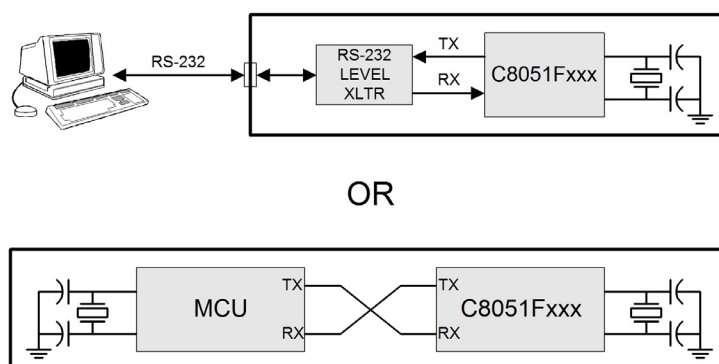 RS-232
RS-232
LEVEL
XLTR
TX
RX
C8051Fxxx
OR
MCU
TX
RX
TX
RX
C8051Fxxx